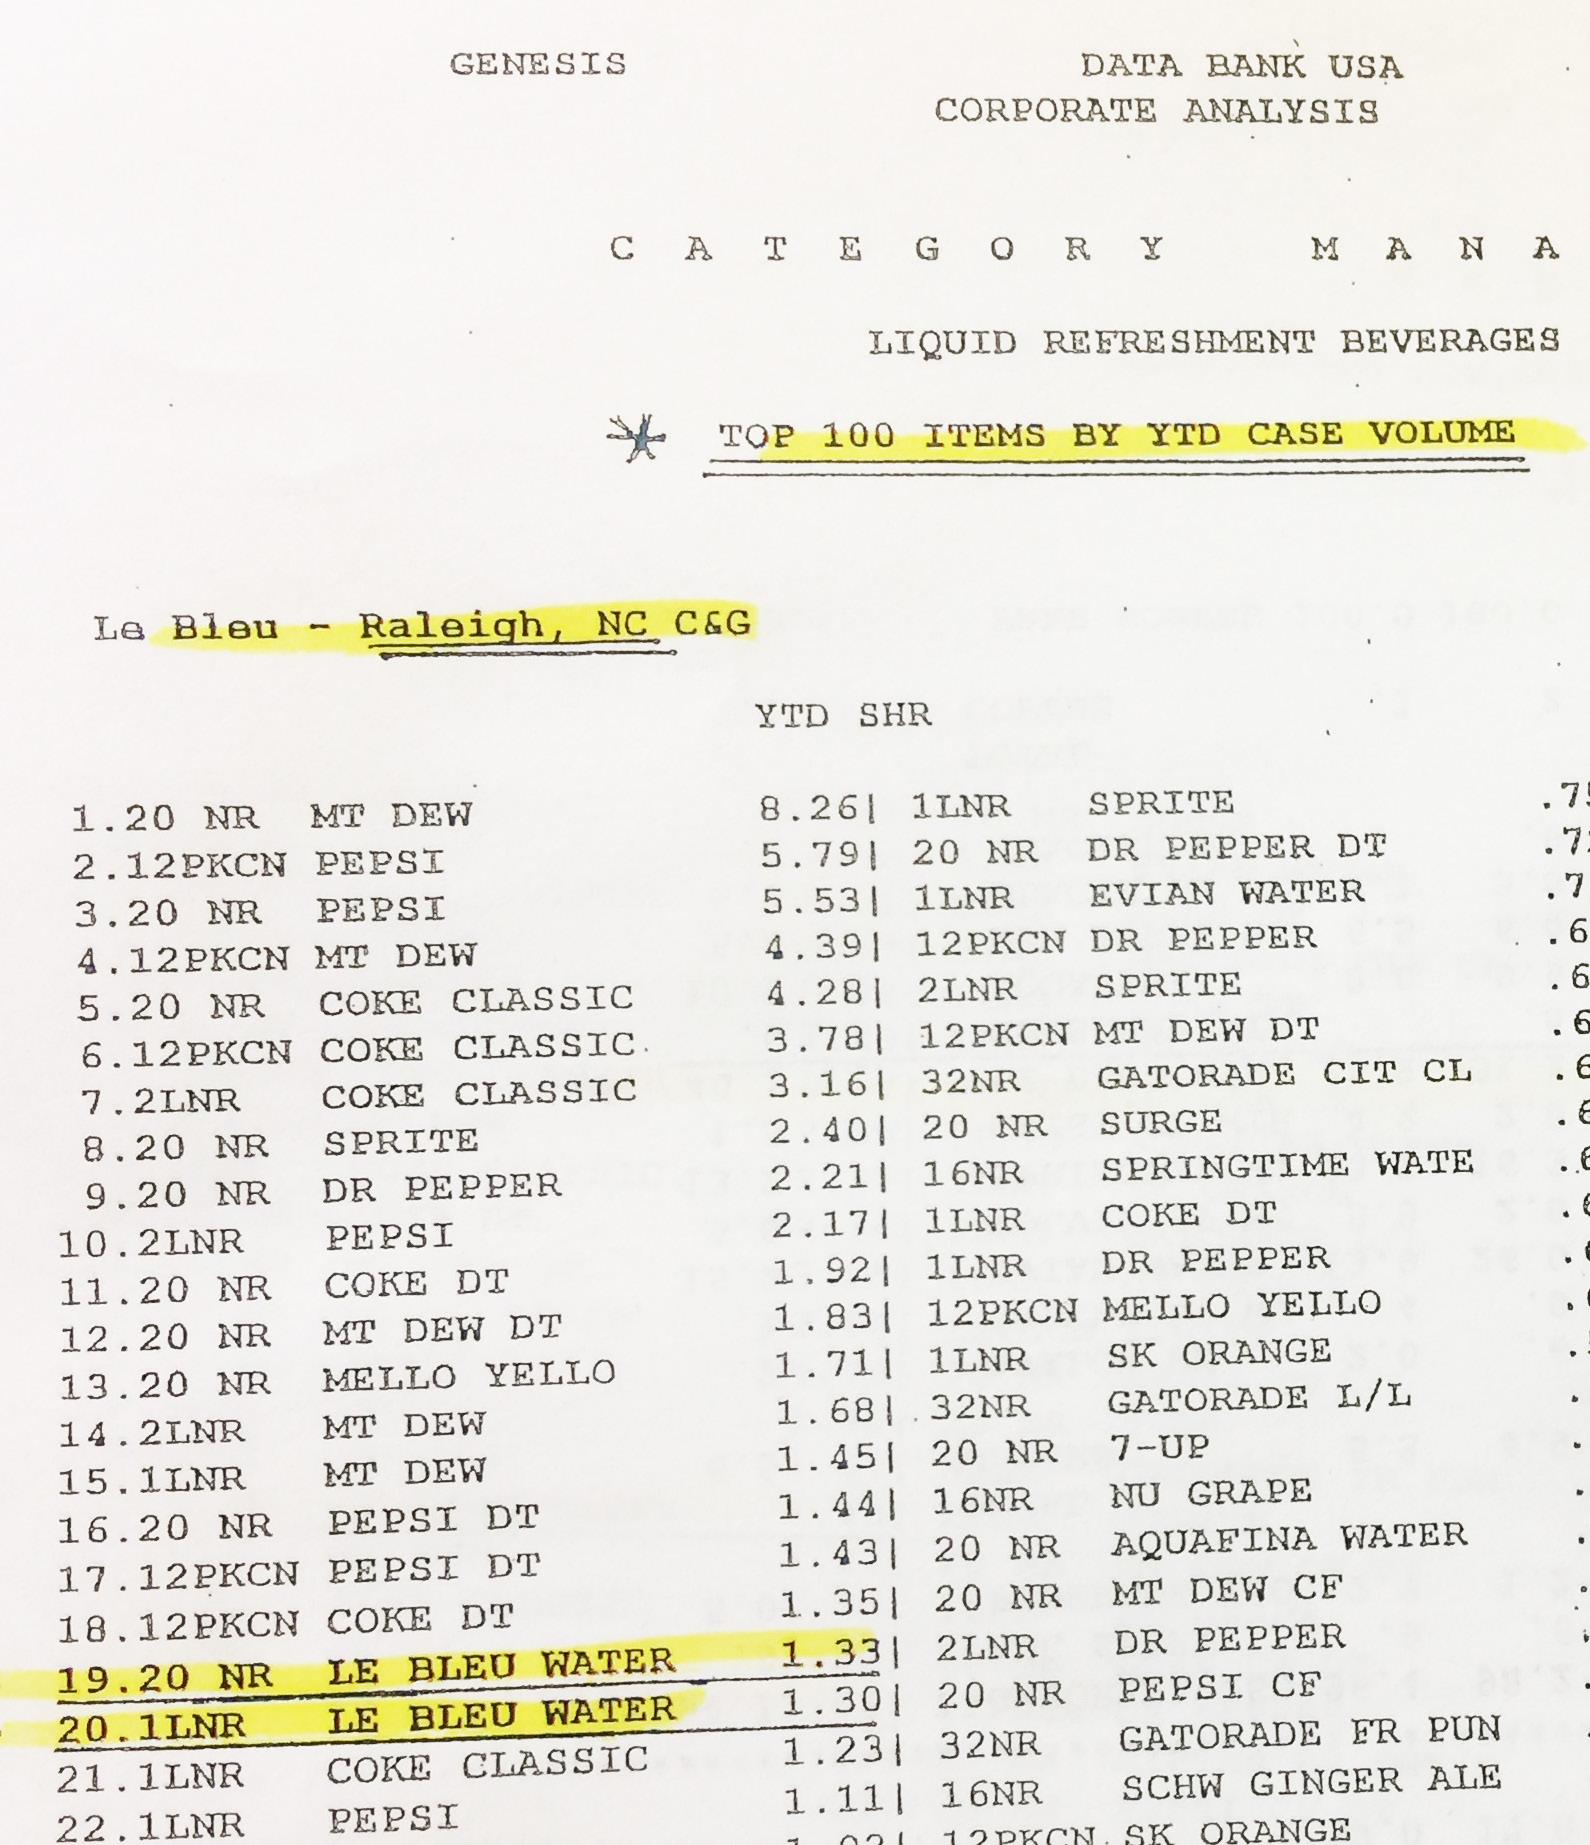 GENESIS DATA BANK USA
CORPORATE ANALYSIS
C A T E G O R Y M A N A
LIQUID REFRESHMENT BEVERAGES
TOP 100 ITEMS BY YTD CASE VOLUME
Le Bleu - Raleigh, NC C&G
YTD SHR
1.20 NR MT DEW 8.26| 1LNR SPRITE
2.12PKCN PEPSI 5.79| 20 NR DR PEPPER DT
3.20 NR PEPSI 5.53| 1LNR EVIAN WATER
4.12PKCN MT DEW 4.39| 12PKCN DR PEPPER
5.20 NR COKE CLASSIC 4.28| 2LNR SPRITE
6.12PKCN COKE CLASSIC 3.78| 12PKCN MT DEW DT
7.2LNR COKE CLASSIC 3.16| 32NR GATORADE CIT CL
8.20 NR SPRITE 2.40| 20 NR SURGE
9.20 NR DR PEPPER 2.21| 16NR SPRINGTIME WATE
10.2LNR PEPSI 2.17| 1LNR COKE DT
11.20 NR COKE DT 1.92| 1LNR DR PEPPER
12.20 NR MT DEW DT 1.83| 12PKCN MELLO YELLO
13.20 NR MELLO YELLO 1.71| 1LNR SK ORANGE
14.2LNR MT DEW 1.68| 32NR GATORADE L/L
15.1LNR MT DEW 1.45| 20 NR 7-UP
16.20 NR PEPSI DT 1.44| 16NR NU GRAPE
17.12PKCN PEPSI DT 1.43| 20 NR AQUAFINA WATER
18.12PKCN COKE DT 1.35| 20 NR MT DEW CF
19.20 NR LE BLEU WATER 1.33| 2LNR DR PEPPER
20.1LNR LE BLEU WATER 1.30| 20 NR PEPSI CF
21.1LNR COKE CLASSIC 1.23| 32NR GATORADE FR PUN
22.1LNR PEPSI 1.11| 16NR SCHW GINGER ALE
12PKCN SK ORANGE